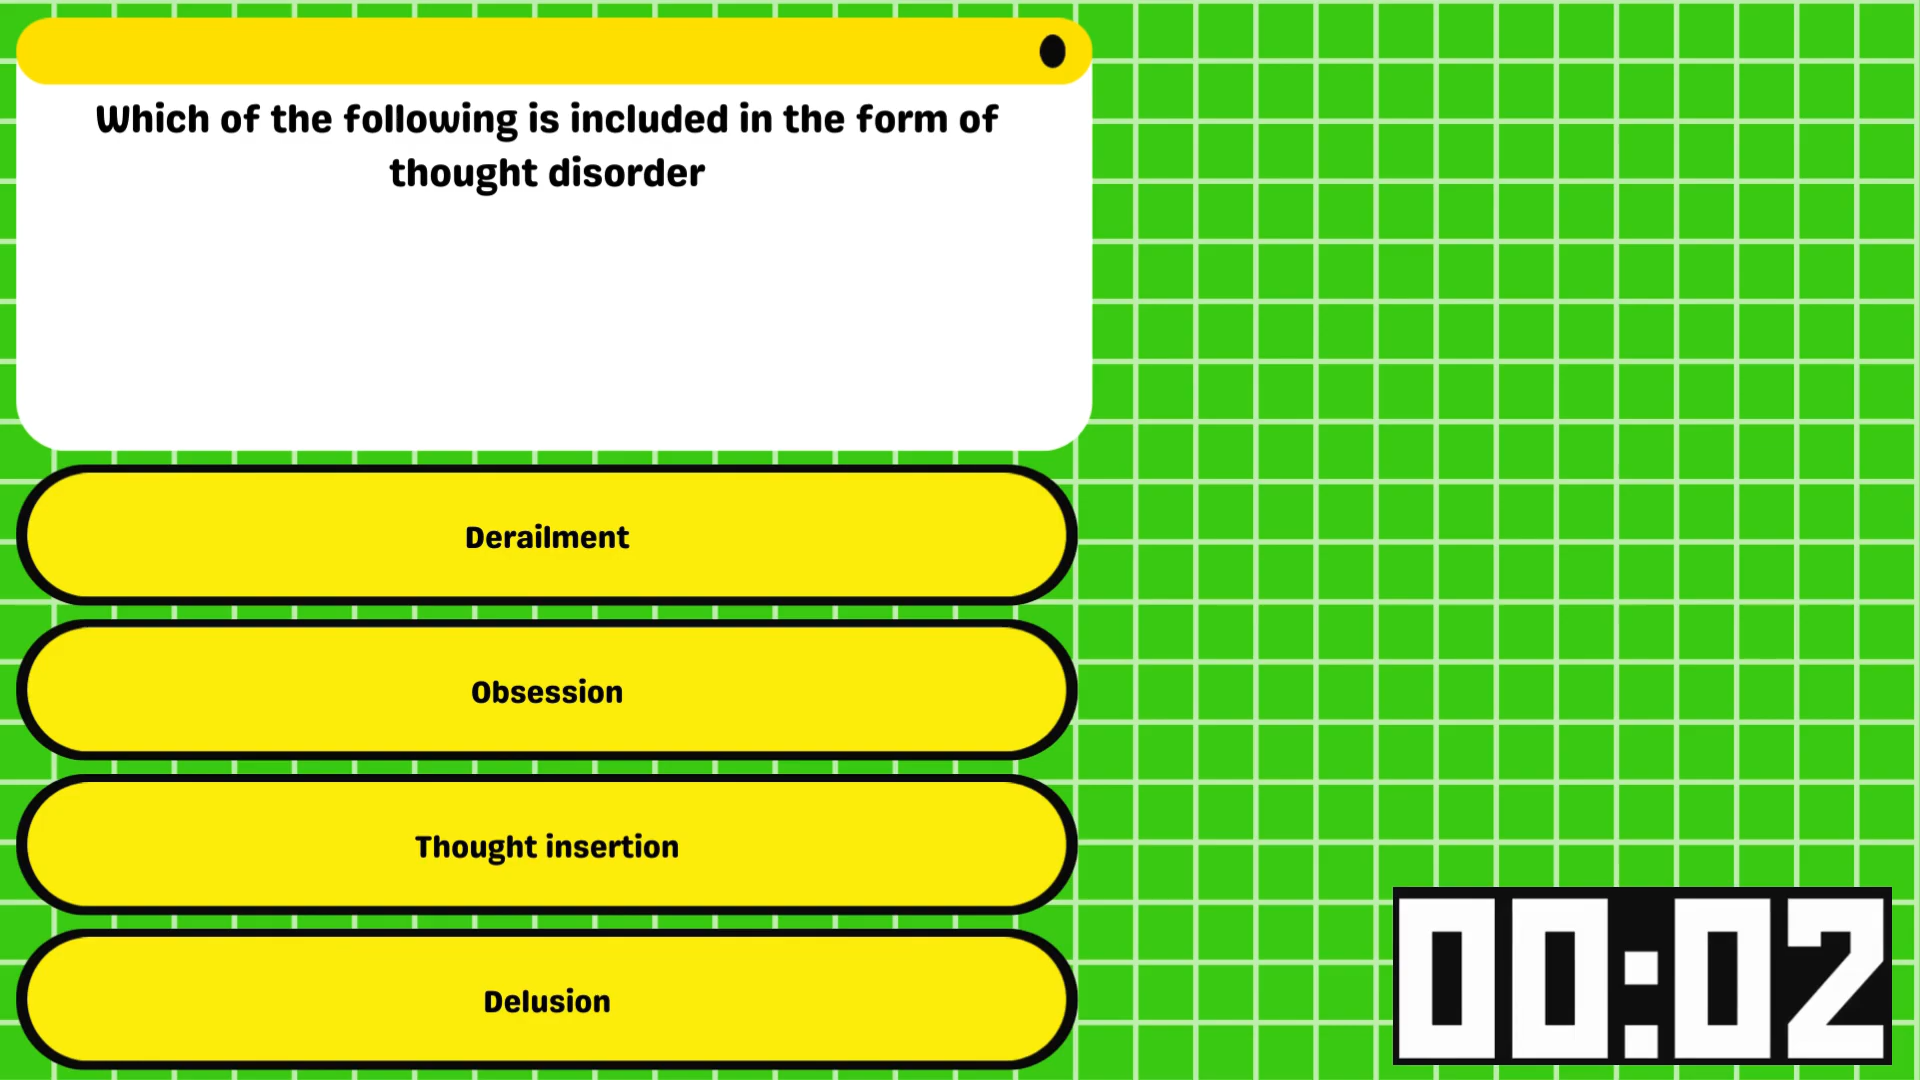 Which of the following is included in the form of
thought disorder
Derailment
Obsession
Thought insertion
Delusion
00:02